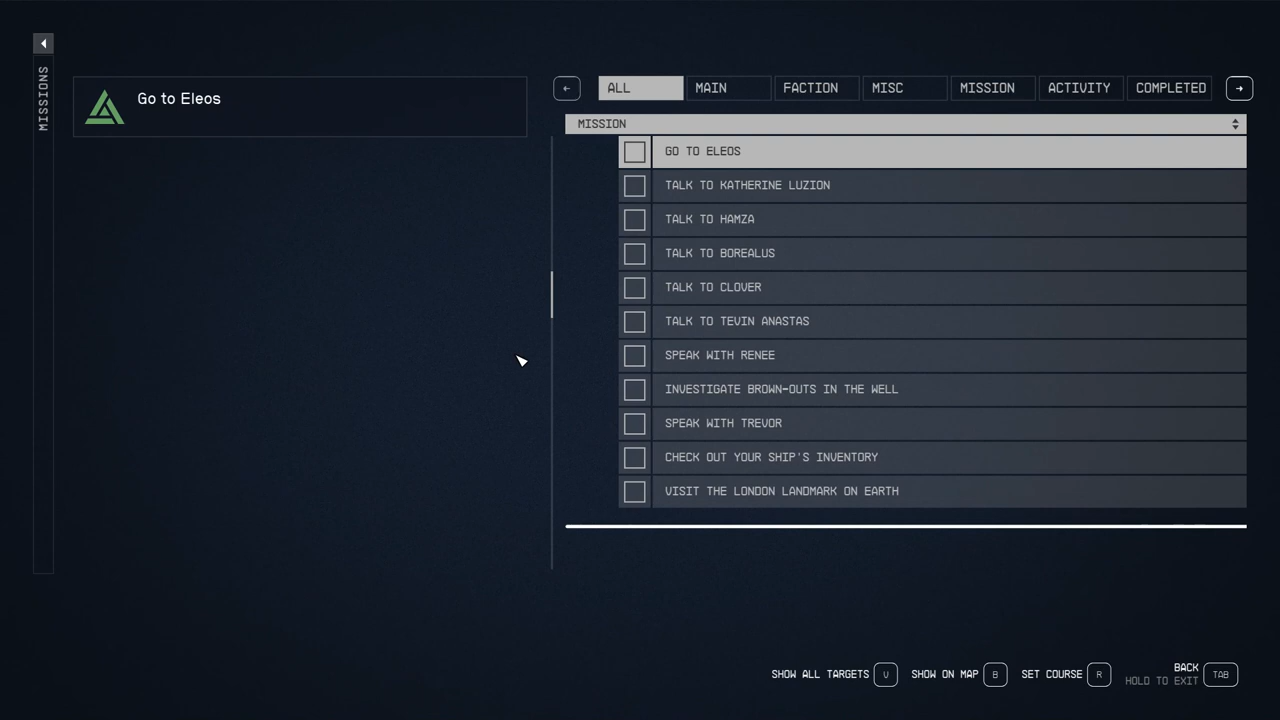 MISSIONS
Go to Eleos
ALL
MAIN
FACTION
MISC
MISSION
ACTIVITY
COMPLETED
MISSION
GO TO ELEOS
TALK TO KATHERINE LUZION
TALK TO HAMZA
TALK TO BOREALUS
TALK TO CLOVER
TALK TO TEVIN ANASTAS
SPEAK WITH RENEE
INVESTIGATE BROWN-OUTS IN THE WELL
SPEAK WITH TREVOR
CHECK OUT YOUR SHIP'S INVENTORY
VISIT THE LONDON LANDMARK ON EARTH
SHOW ALL TARGETS V
SHOW ON MAP B
SET COURSE R
BACK
HOLD TO EXIT
TAB